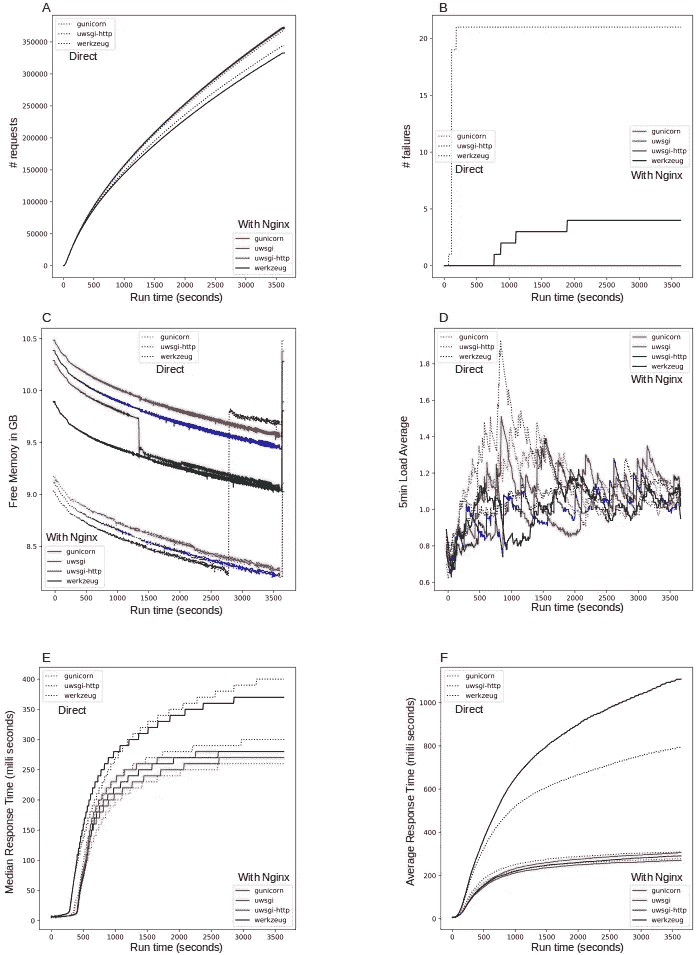 A
gunicorn
uwsgi-http
werkzeug
Direct
# requests
350000
300000
250000
200000
150000
100000
50000
0
With Nginx
gunicorn
uwsgi
uwsgi-http
werkzeug
0 500 1000 1500 2000 2500 3000 3500
Run time (seconds)
B
# failures
20
15
10
5
0
gunicorn
uwsgi-http
werkzeug
Direct
gunicorn
uwsgi
uwsgi-http
werkzeug
With Nginx
0 500 1000 1500 2000 2500 3000 3500
Run time (seconds)
C
gunicorn
uwsgi-http
werkzeug
Direct
Free Memory in GB
10.5
10.0
9.5
9.0
8.5
With Nginx
gunicorn
uwsgi
uwsgi-http
werkzeug
0 500 1000 1500 2000 2500 3000 3500
Run time (seconds)
D
gunicorn
uwsgi-http
werkzeug
Direct
gunicorn
uwsgi
uwsgi-http
werkzeug
With Nginx
5min Load Average
1.8
1.6
1.4
1.2
1.0
0.8
0.6
0 500 1000 1500 2000 2500 3000 3500
Run time (seconds)
E
gunicorn
uwsgi-http
werkzeug
Direct
Median Response Time (milli seconds)
400
350
300
250
200
150
100
50
0
With Nginx
gunicorn
uwsgi
uwsgi-http
werkzeug
0 500 1000 1500 2000 2500 3000 3500
Run time (seconds)
F
gunicorn
uwsgi-http
werkzeug
Direct
Average Response Time (milli seconds)
1000
800
600
400
200
0
With Nginx
gunicorn
uwsgi
uwsgi-http
werkzeug
0 500 1000 1500 2000 2500 3000 3500
Run time (seconds)